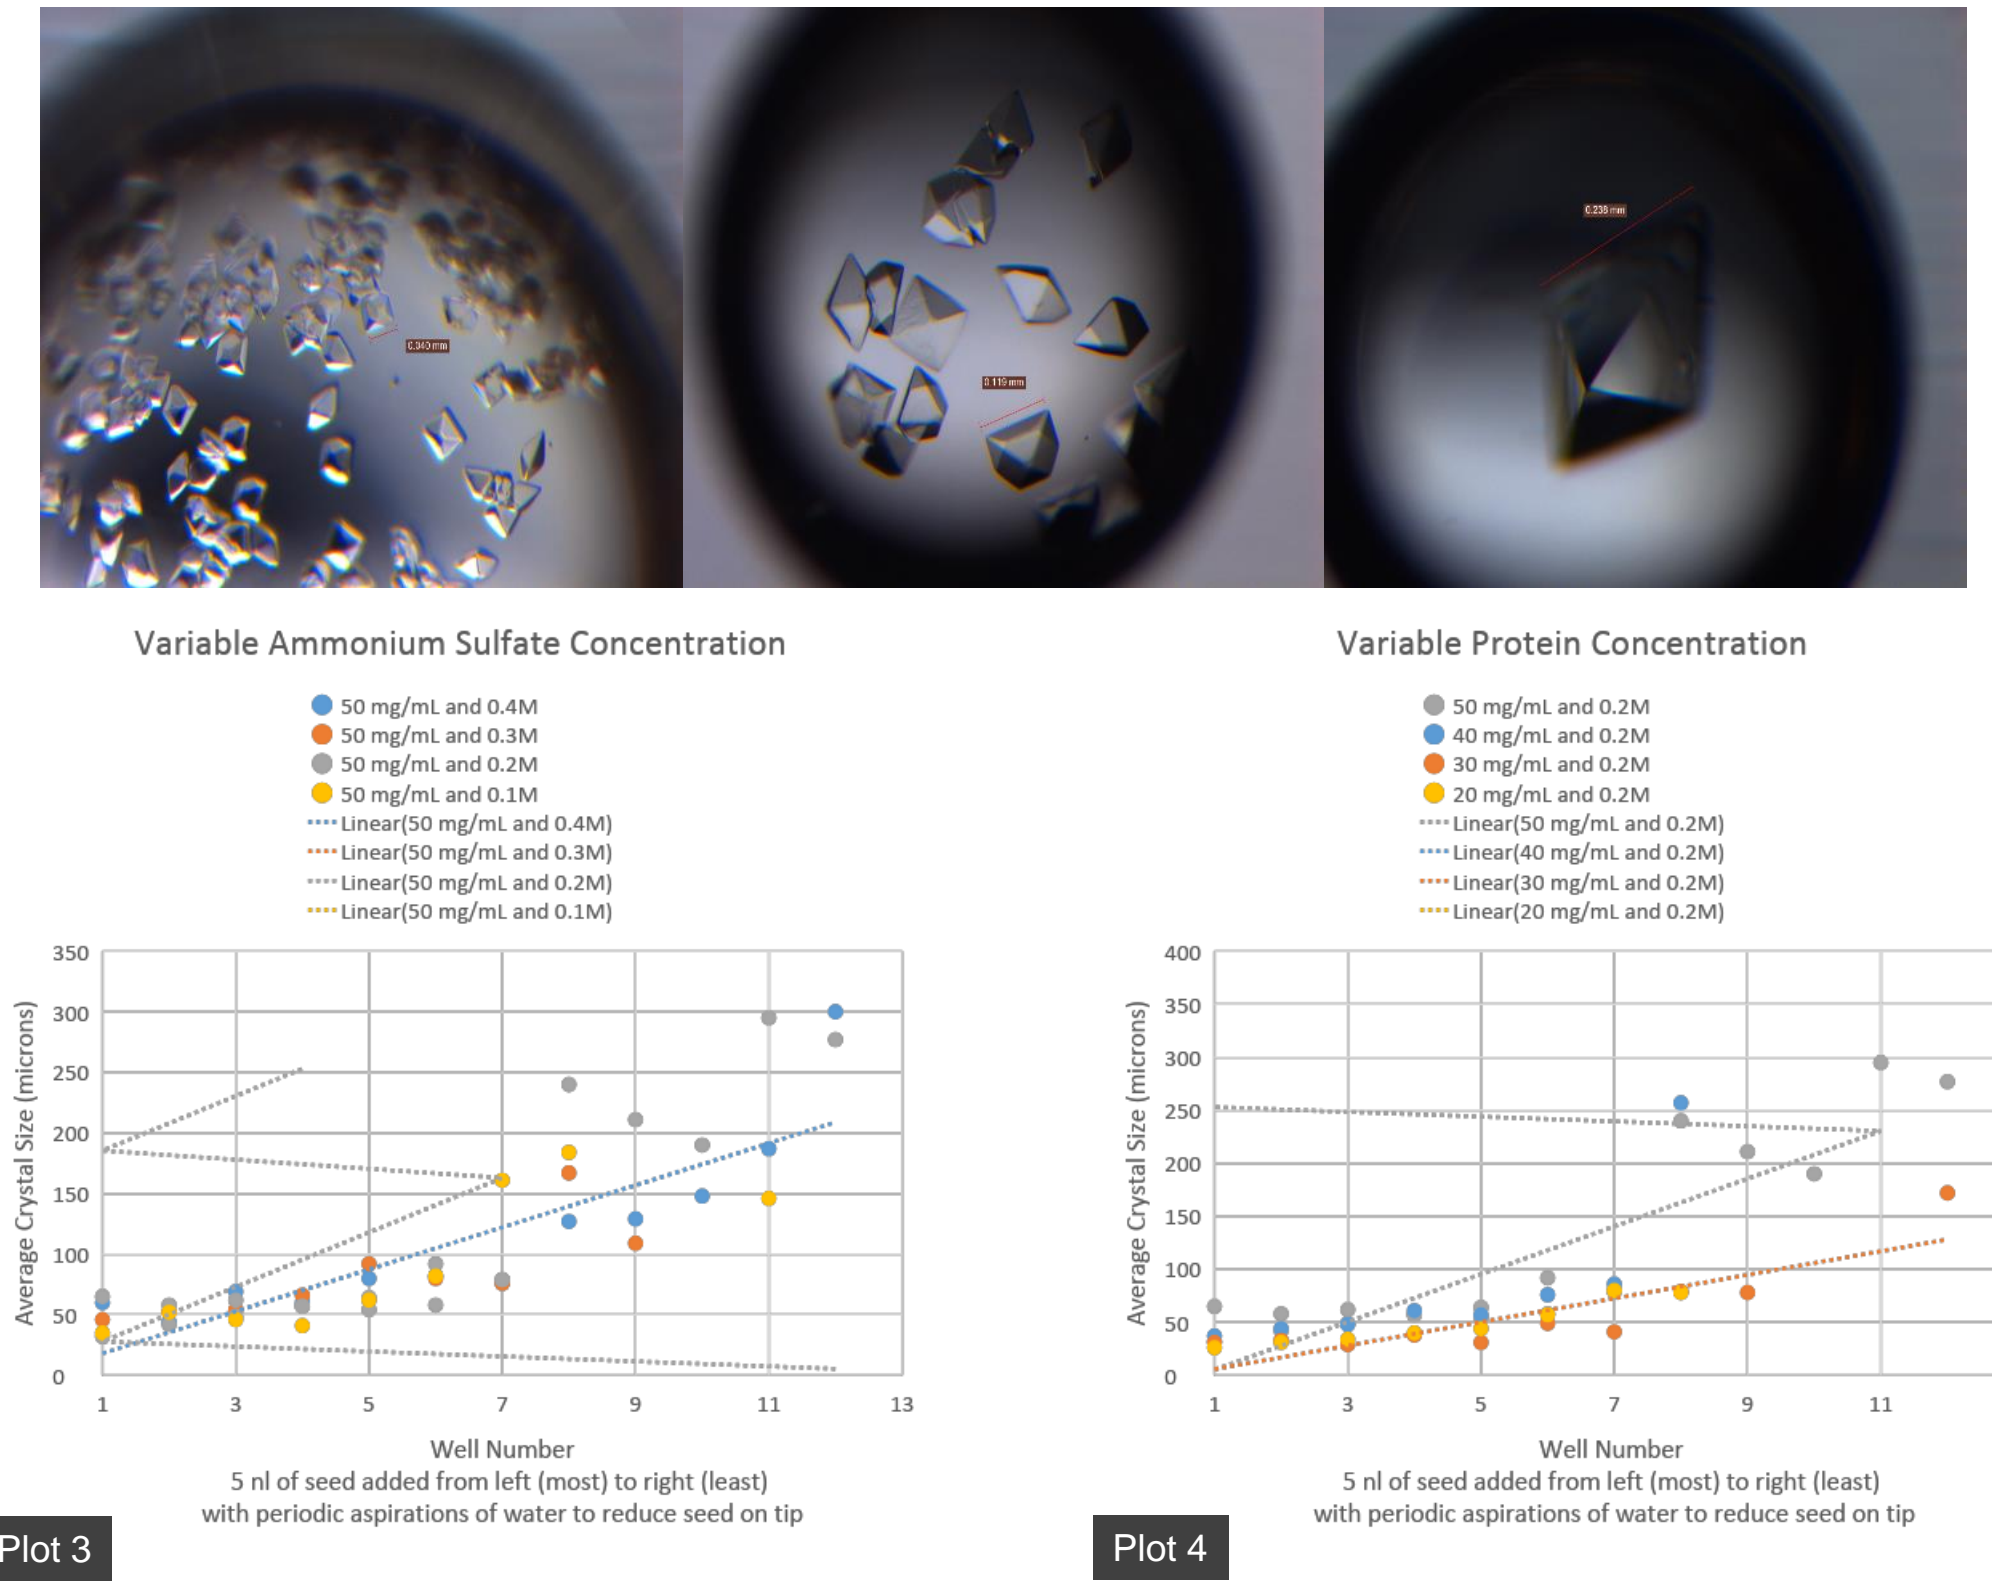 0.040 mm
0.119 mm
0.238 mm
Variable Ammonium Sulfate Concentration
50 mg/mL and 0.4M
50 mg/mL and 0.3M
50 mg/mL and 0.2M
50 mg/mL and 0.1M
Linear(50 mg/mL and 0.4M)
Linear(50 mg/mL and 0.3M)
Linear(50 mg/mL and 0.2M)
Linear(50 mg/mL and 0.1M)
Average Crystal Size (microns)
350
300
250
200
150
100
50
0
1 3 5 7 9 11 13
Well Number
5 nl of seed added from left (most) to right (least)
with periodic aspirations of water to reduce seed on tip
Plot 3
Variable Protein Concentration
50 mg/mL and 0.2M
40 mg/mL and 0.2M
30 mg/mL and 0.2M
20 mg/mL and 0.2M
Linear(50 mg/mL and 0.2M)
Linear(40 mg/mL and 0.2M)
Linear(30 mg/mL and 0.2M)
Linear(20 mg/mL and 0.2M)
Average Crystal Size (microns)
400
350
300
250
200
150
100
50
0
1 3 5 7 9 11
Well Number
5 nl of seed added from left (most) to right (least)
with periodic aspirations of water to reduce seed on tip
Plot 4